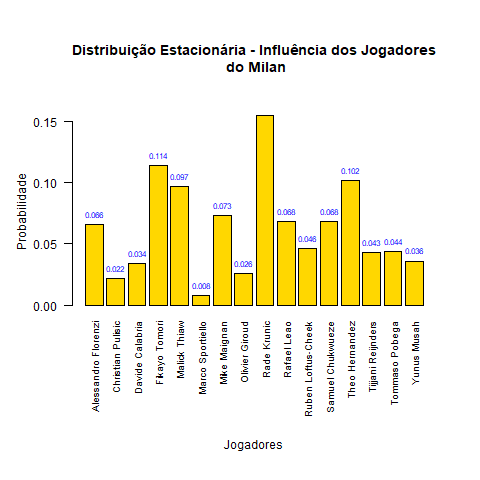 Distribuição Estacionária - Influência dos Jogadores
do Milan
Probabilidade
0.15
0.10
0.05
0.00
0.066
0.022
0.034
0.114
0.097
0.008
0.073
0.026
0.068
0.046
0.068
0.102
0.043
0.044
0.036
Alessandro Florenzi
Christian Pulisic
Davide Calabria
Fikayo Tomori
Malick Thiaw
Marco Sportiello
Mike Maignan
Olivier Giroud
Rade Krunic
Rafael Leao
Ruben Loftus-Cheek
Samuel Chukwueze
Theo Hernandez
Tijjani Reijnders
Tommaso Pobega
Yunus Musah
Jogadores